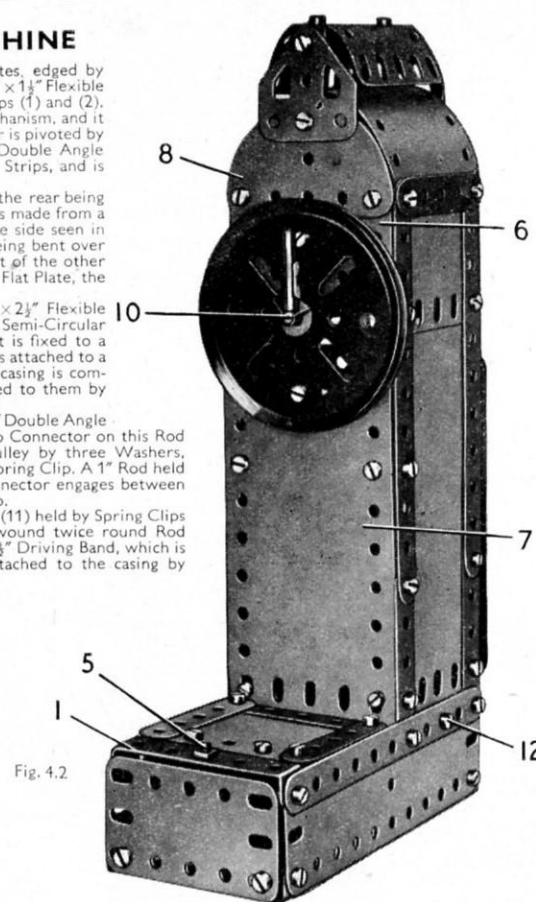 HINE
tes, edged by
×1½″ Flexible
ps (1) and (2).
hanism, and it
r is pivoted by
Double Angle
Strips, and is
the rear being
s made from a
e side seen in
eing bent over
t of the other
Flat Plate, the
×2½″ Flexible
Semi-Circular
t is fixed to a
s attached to a
casing is com-
ed to them by
″ Double Angle
o Connector on this Rod
ulley by three Washers,
pring Clip. A 1″ Rod held
nnector engages between
o.
(11) held by Spring Clips
wound twice round Rod
½″ Driving Band, which is
tached to the casing by
8
6
10
7
5
1
12
Fig. 4.2